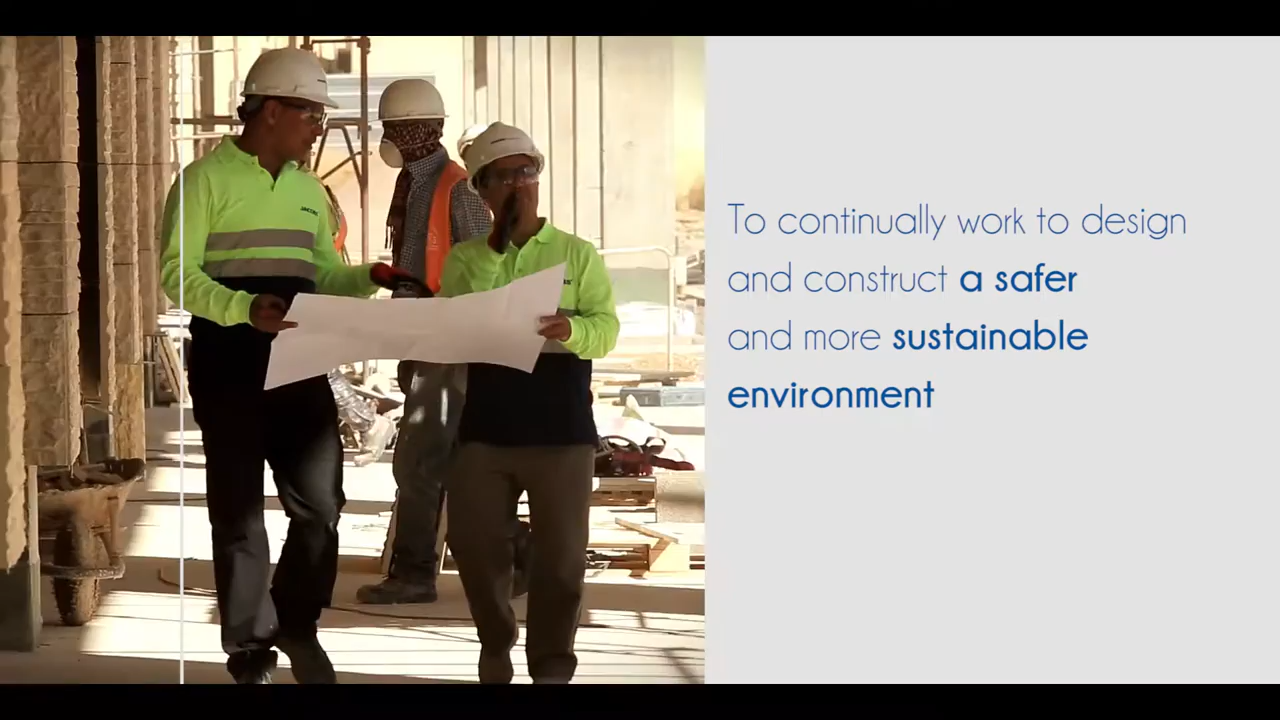 To continually work to design
and construct a safer
and more sustainable
environment